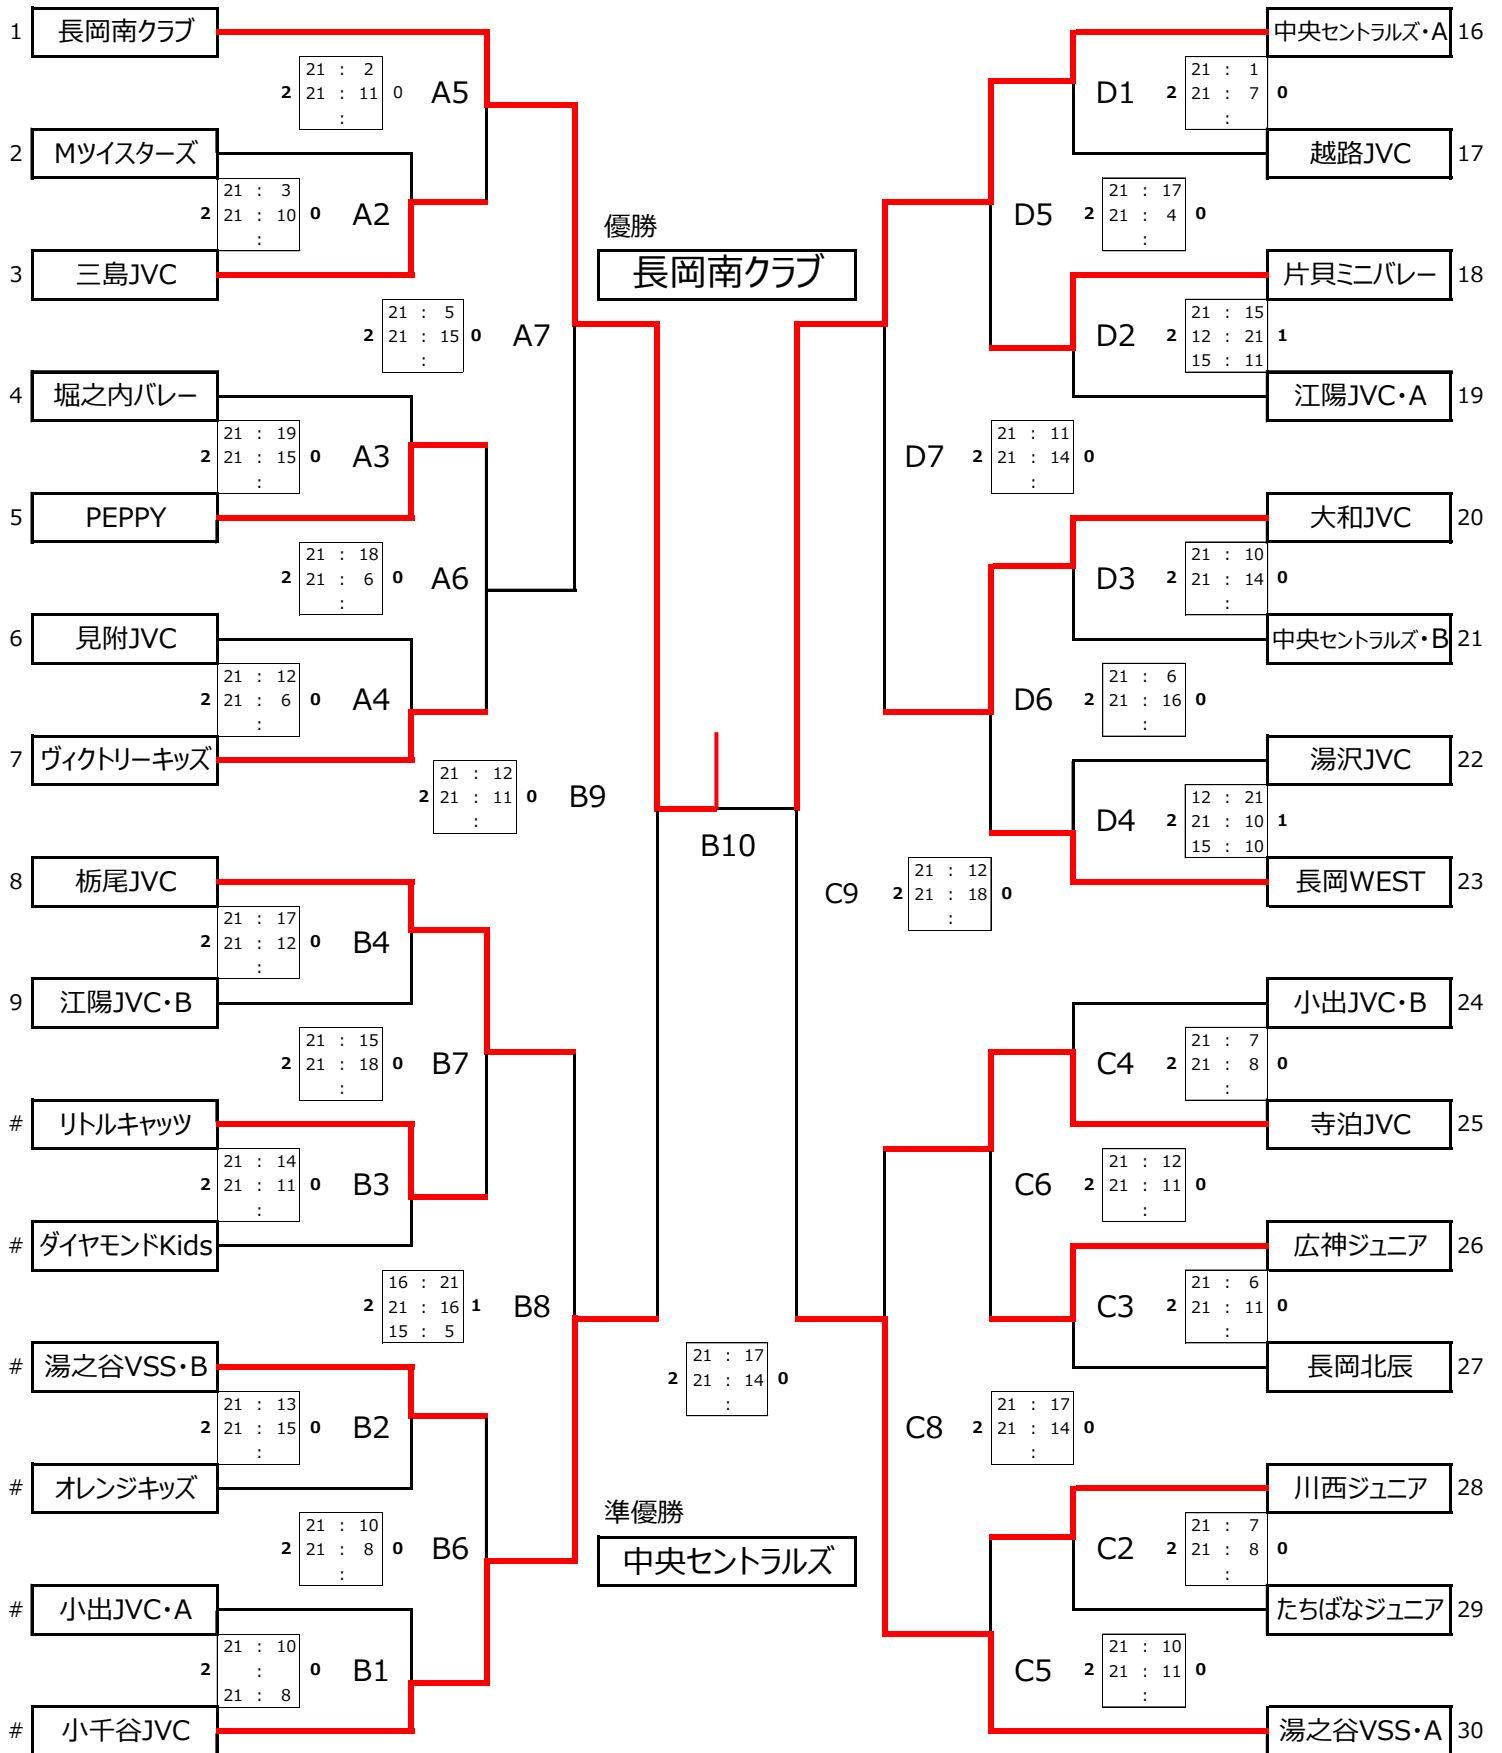 1 長岡南クラブ
21 : 2
2 21 : 11 0 A5
:
2 Mツイスターズ
21 : 3
2 21 : 10 0 A2
:
3 三島JVC
21 : 5
2 21 : 15 0 A7
:
4 堀之内バレー
21 : 19
2 21 : 15 0 A3
:
5 PEPPY
21 : 18
2 21 : 6 0 A6
:
6 見附JVC
21 : 12
2 21 : 6 0 A4
:
7 ヴィクトリーキッズ
21 : 12
2 21 : 11 0 B9
:
8 栃尾JVC
21 : 17
2 21 : 12 0 B4
:
9 江陽JVC・B
21 : 15
2 21 : 18 0 B7
:
# リトルキャッツ
21 : 14
2 21 : 11 0 B3
:
# ダイヤモンドKids
16 : 21
2 21 : 16 1 B8
15 : 5
# 湯之谷VSS・B
21 : 13
2 21 : 15 0 B2
:
# オレンジキッズ
21 : 10
2 21 : 8 0 B6
:
# 小出JVC・A
21 : 10
2 : 0 B1
21 : 8
# 小千谷JVC
優勝
長岡南クラブ
B10
21 : 17
2 21 : 14 0
:
準優勝
中央セントラルズ
中央セントラルズ・A 16
21 : 1
D1 2 21 : 7 0
:
越路JVC 17
21 : 17
D5 2 21 : 4 0
:
片貝ミニバレー 18
21 : 15
D2 2 12 : 21 1
15 : 11
江陽JVC・A 19
21 : 11
D7 2 21 : 14 0
:
大和JVC 20
21 : 10
D3 2 21 : 14 0
:
中央セントラルズ・B 21
21 : 6
D6 2 21 : 16 0
:
湯沢JVC 22
12 : 21
D4 2 21 : 10 1
15 : 10
長岡WEST 23
21 : 12
C9 2 21 : 18 0
:
小出JVC・B 24
21 : 7
C4 2 21 : 8 0
:
寺泊JVC 25
21 : 12
C6 2 21 : 11 0
:
広神ジュニア 26
21 : 6
C3 2 21 : 11 0
:
長岡北辰 27
21 : 17
C8 2 21 : 14 0
:
川西ジュニア 28
21 : 7
C2 2 21 : 8 0
:
たちばなジュニア 29
21 : 10
C5 2 21 : 11 0
:
湯之谷VSS・A 30